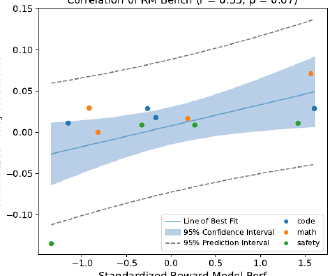 Correlation of RM Bench (r = 0.53, p = 0.07)
0.15
0.10
0.05
0.00
−0.05
−0.10
−1.0 −0.5 0.0 0.5 1.0 1.5
Line of Best Fit
95% Confidence Interval
95% Prediction Interval
code
math
safety
Standardized Reward Model Perf